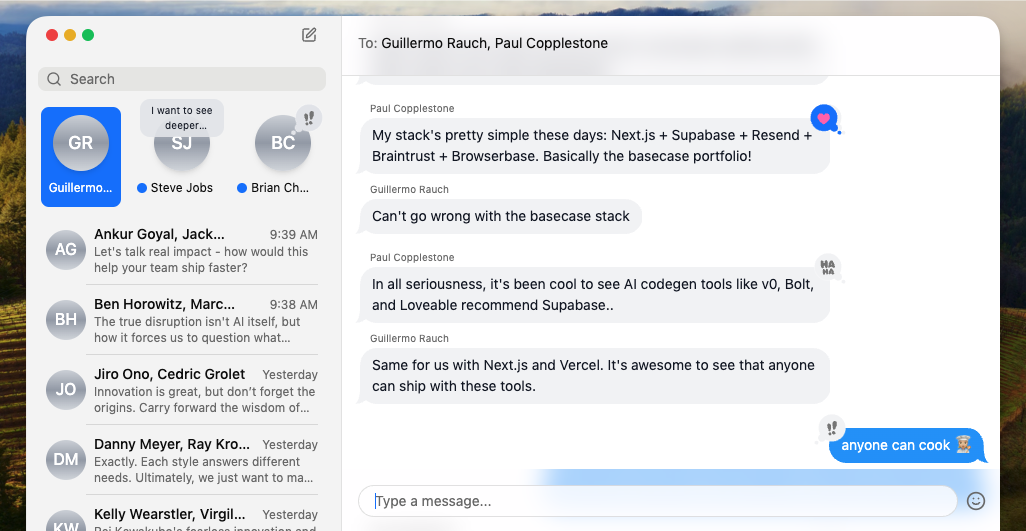 Search
GR
Guillermo...
I want to see
deeper...
SJ
Steve Jobs
BC
Brian Ch...
AG
Ankur Goyal, Jack...
9:39 AM
Let's talk real impact - how would this
help your team ship faster?
BH
Ben Horowitz, Marc...
9:38 AM
The true disruption isn't AI itself, but
how it forces us to question what...
JO
Jiro Ono, Cedric Grolet
Yesterday
Innovation is great, but don't forget the
origins. Carry forward the wisdom of...
DM
Danny Meyer, Ray Kro...
Yesterday
Exactly. Each style answers different
needs. Ultimately, we just want to ma...
KW
Kelly Wearstler, Virgil...
Yesterday
Rei Kawakubo's fearless innovation and
To: Guillermo Rauch, Paul Copplestone
Paul Copplestone
My stack's pretty simple these days: Next.js + Supabase + Resend +
Braintrust + Browserbase. Basically the basecase portfolio!
Guillermo Rauch
Can't go wrong with the basecase stack
Paul Copplestone
HA
HA
In all seriousness, it's been cool to see AI codegen tools like v0, Bolt,
and Loveable recommend Supabase..
Guillermo Rauch
Same for us with Next.js and Vercel. It's awesome to see that anyone
can ship with these tools.
!!
anyone can cook 👨🏼‍🍳
Type a message...